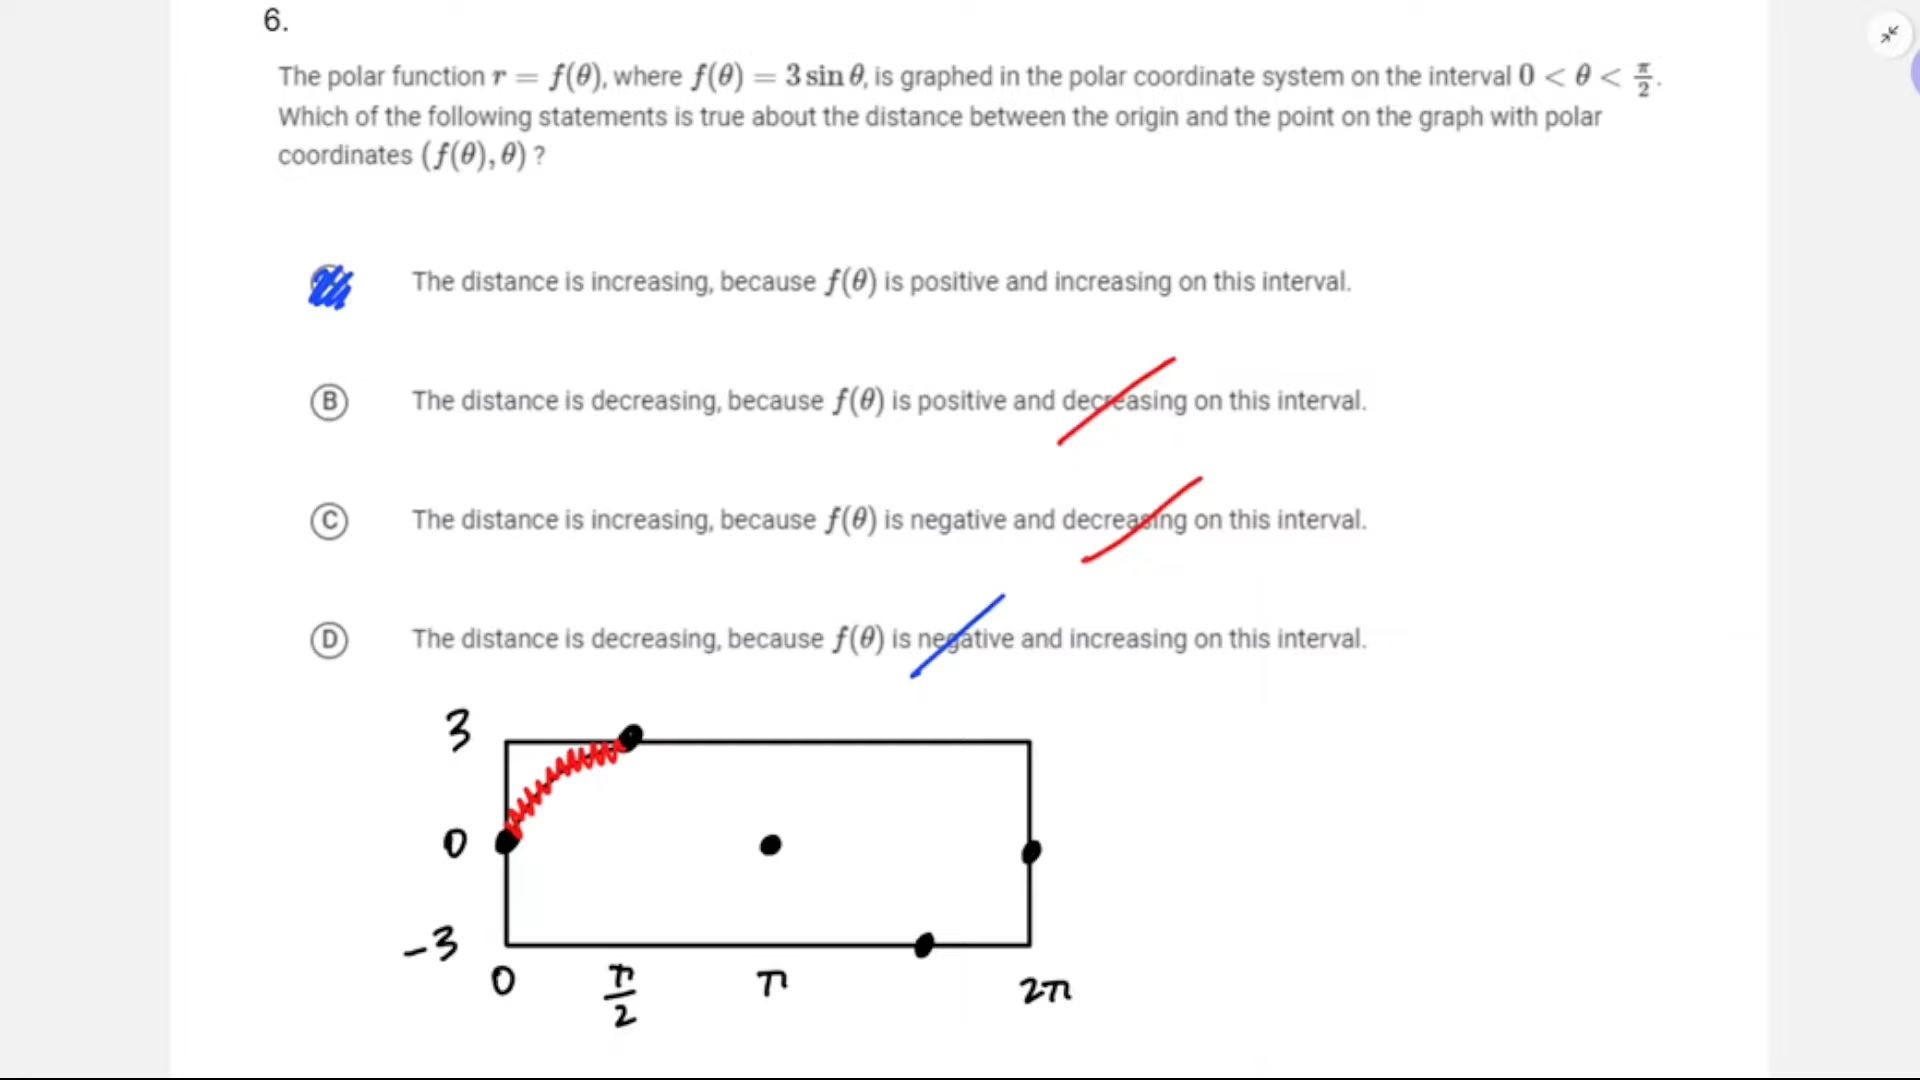 6.
The polar function r = f(θ), where f(θ) = 3 sin θ, is graphed in the polar coordinate system on the interval 0 < θ < π/2.
Which of the following statements is true about the distance between the origin and the point on the graph with polar
coordinates (f(θ), θ) ?
The distance is increasing, because f(θ) is positive and increasing on this interval.
B The distance is decreasing, because f(θ) is positive and decreasing on this interval.
C The distance is increasing, because f(θ) is negative and decreasing on this interval.
D The distance is decreasing, because f(θ) is negative and increasing on this interval.
3
0
-3
0 π/2 π 2π